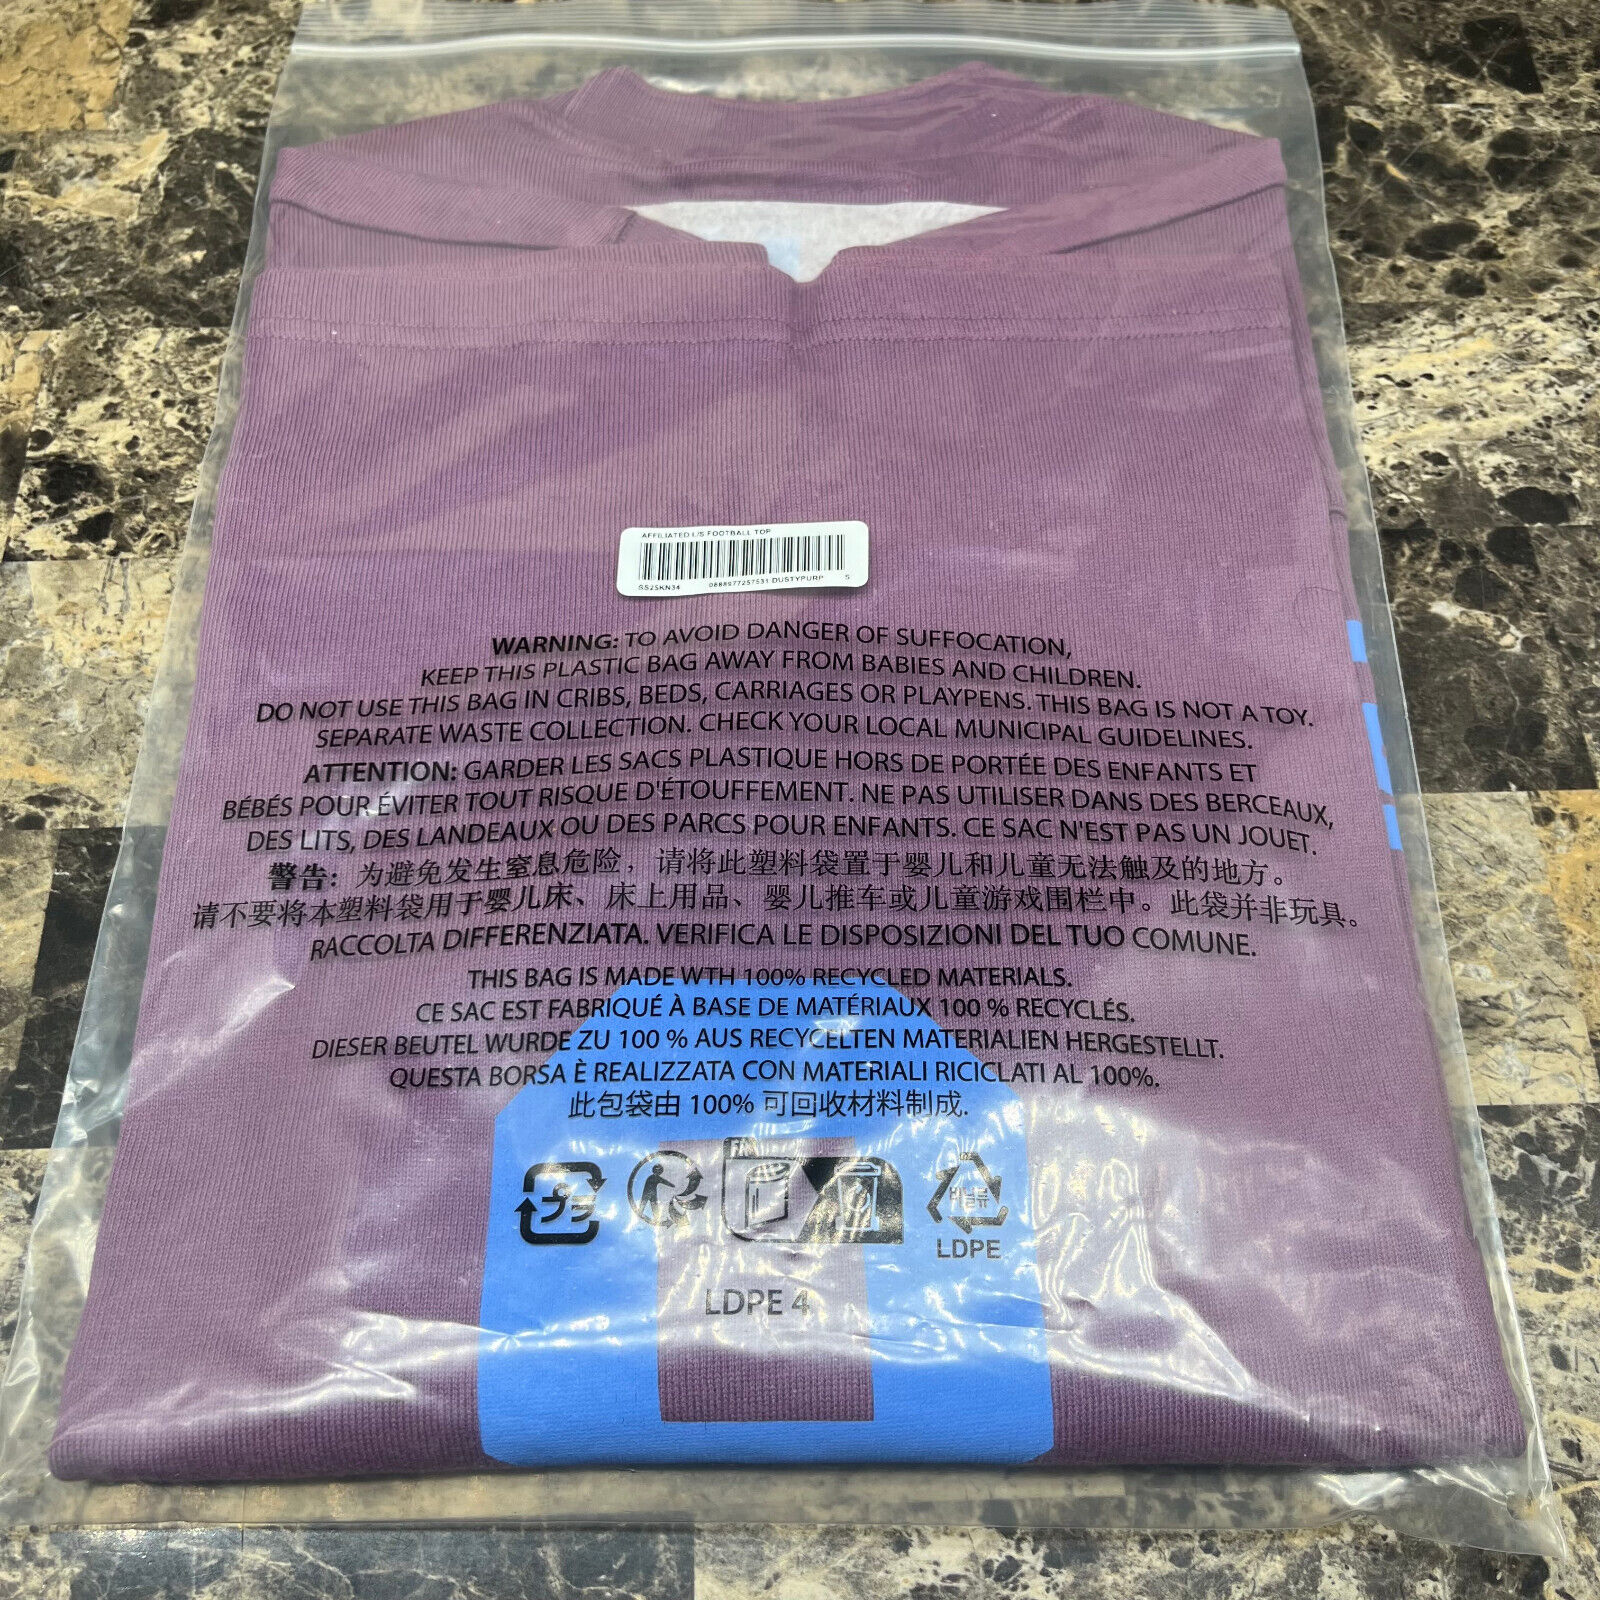 AFFILIATED L/S FOOTBALL TOP
SS25KN34 0888977257531 DUSTYPURP S
WARNING: TO AVOID DANGER OF SUFFOCATION,
KEEP THIS PLASTIC BAG AWAY FROM BABIES AND CHILDREN.
DO NOT USE THIS BAG IN CRIBS, BEDS, CARRIAGES OR PLAYPENS. THIS BAG IS NOT A TOY.
SEPARATE WASTE COLLECTION. CHECK YOUR LOCAL MUNICIPAL GUIDELINES.
ATTENTION: GARDER LES SACS PLASTIQUE HORS DE PORTÉE DES ENFANTS ET
BÉBÉS POUR ÉVITER TOUT RISQUE D'ÉTOUFFEMENT. NE PAS UTILISER DANS DES BERCEAUX,
DES LITS, DES LANDEAUX OU DES PARCS POUR ENFANTS. CE SAC N'EST PAS UN JOUET.
警告: 为避免发生窒息危险，请将此塑料袋置于婴儿和儿童无法触及的地方。
请不要将本塑料袋用于婴儿床、床上用品、婴儿推车或儿童游戏围栏中。此袋并非玩具。
RACCOLTA DIFFERENZIATA. VERIFICA LE DISPOSIZIONI DEL TUO COMUNE.
THIS BAG IS MADE WTH 100% RECYCLED MATERIALS.
CE SAC EST FABRIQUÉ À BASE DE MATÉRIAUX 100 % RECYCLÉS.
DIESER BEUTEL WURDE ZU 100 % AUS RECYCELTEN MATERIALIEN HERGESTELLT.
QUESTA BORSA È REALIZZATA CON MATERIALI RICICLATI AL 100%.
此包袋由 100% 可回收材料制成.
FR
プラ
비닐류
LDPE
LDPE 4